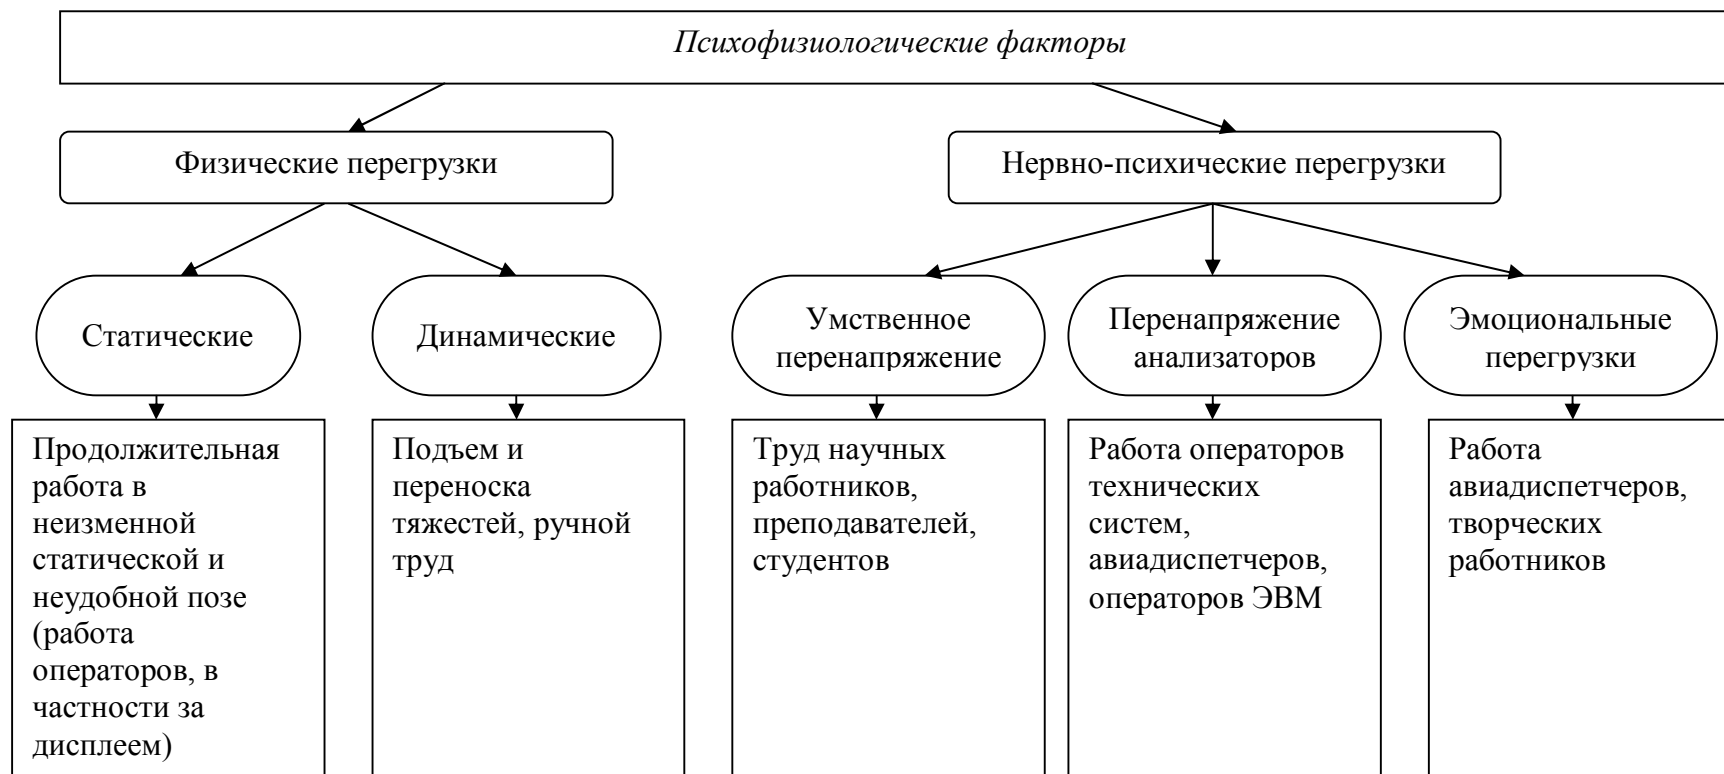 Психофизиологические факторы
Физические перегрузки
Нервно-психические перегрузки
Статические
Динамические
Умственное
перенапряжение
Перенапряжение
анализаторов
Эмоциональные
перегрузки
Продолжительная
работа в
неизменной
статической и
неудобной позе
(работа
операторов, в
частности за
дисплеем)
Подъем и
переноска
тяжестей, ручной
труд
Труд научных
работников,
преподавателей,
студентов
Работа операторов
технических
систем,
авиадиспетчеров,
операторов ЭВМ
Работа
авиадиспетчеров,
творческих
работников